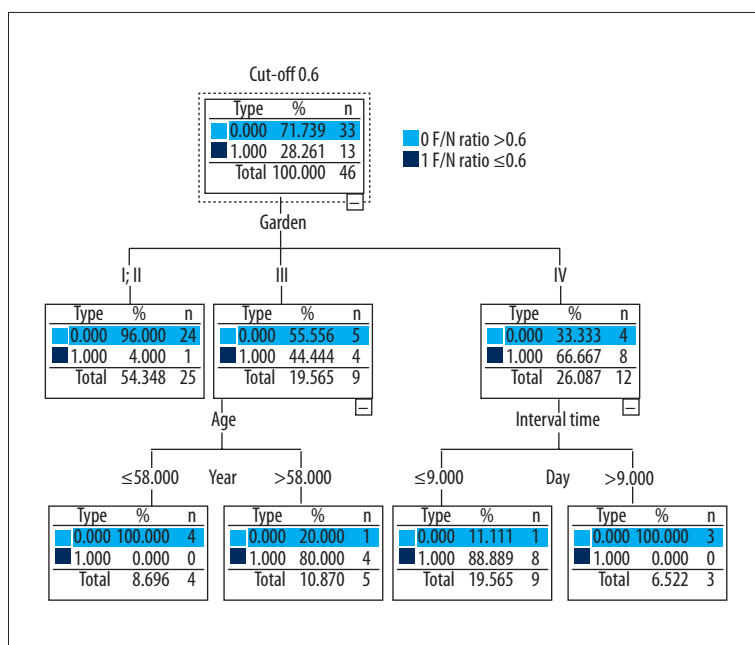 Cut-off 0.6
Type % n
0.000 71.739 33
1.000 28.261 13
Total 100.000 46
0 F/N ratio >0.6
1 F/N ratio ≤0.6
Garden
I; II III IV
Type % n
0.000 96.000 24
1.000 4.000 1
Total 54.348 25
Type % n
0.000 55.556 5
1.000 44.444 4
Total 19.565 9
Type % n
0.000 33.333 4
1.000 66.667 8
Total 26.087 12
Age
Interval time
≤58.000 Year >58.000
≤9.000 Day >9.000
Type % n
0.000 100.000 4
1.000 0.000 0
Total 8.696 4
Type % n
0.000 20.000 1
1.000 80.000 4
Total 10.870 5
Type % n
0.000 11.111 1
1.000 88.889 8
Total 19.565 9
Type % n
0.000 100.000 3
1.000 0.000 0
Total 6.522 3